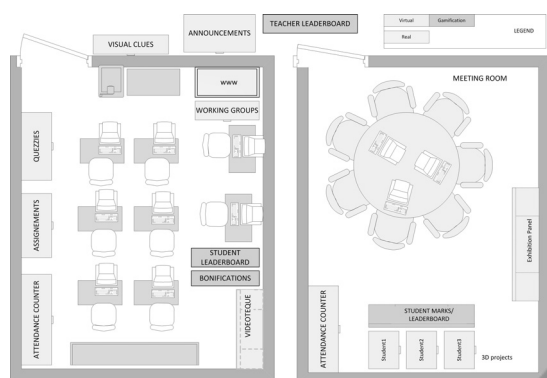 TEACHER LEADERBOARD
Virtual
Gamification
Real
LEGEND
ANNOUNCEMENTS
VISUAL CLUES
www
WORKING GROUPS
QUEZZIES
ASSIGNEMENTS
ATTENDANCE COUNTER
STUDENT
LEADERBOARD
BONIFICATIONS
VIDEOTEQUE
MEETING ROOM
Exhibition Panel
ATTENDANCE COUNTER
STUDENT MARKS/
LEADERBOARD
Student1
Student2
Student3
3D projects